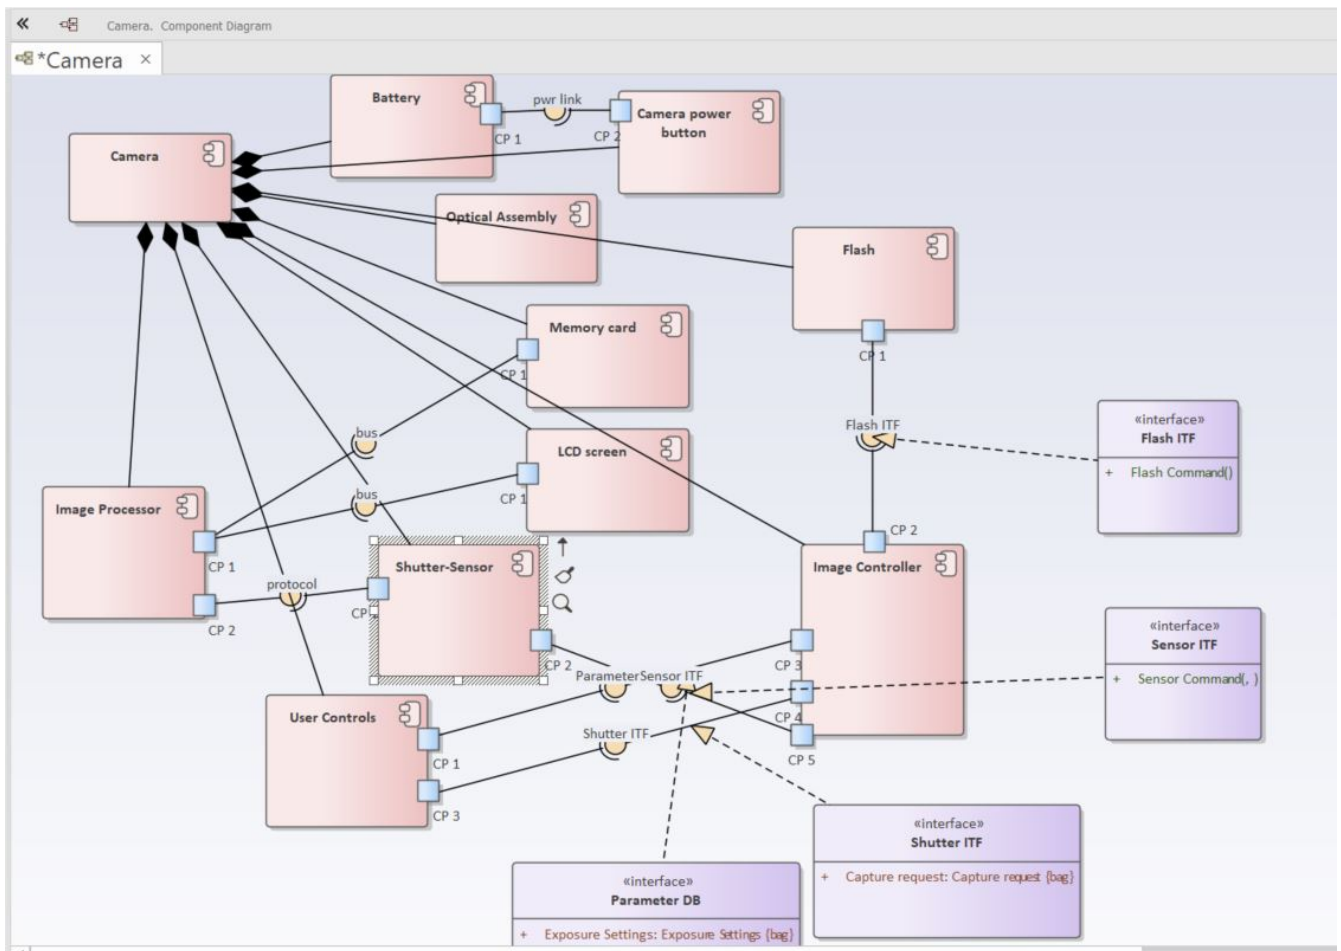 Camera. Component Diagram
*Camera ×
Battery
pwr link
Camera power
button
CP 1
CP 2
Camera
Optical Assembly
Flash
CP 1
Memory card
CP 1
Flash ITF
«interface»
Flash ITF
+ Flash Command()
bus
LCD screen
CP 1
bus
Image Processor
CP 1
CP 2
protocol
Shutter-Sensor
CP
CP 2
CP 2
Image Controller
CP 3
CP 4
CP 5
«interface»
Sensor ITF
+ Sensor Command(, )
Parameter
Sensor ITF
User Controls
Shutter ITF
CP 1
CP 3
«interface»
Shutter ITF
+ Capture request: Capture request {bag}
«interface»
Parameter DB
+ Exposure Settings: Exposure Settings {bag}